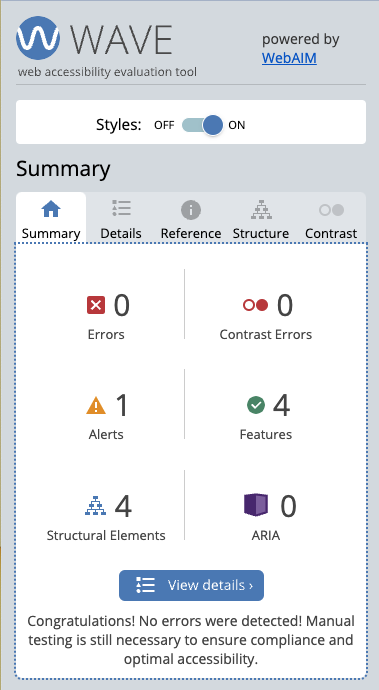 WAVE
web accessibility evaluation tool
powered by
WebAIM
Styles: OFF ON
Summary
Summary Details Reference Structure Contrast
0 0
Errors Contrast Errors
1 4
Alerts Features
4 0
Structural Elements ARIA
View details ›
Congratulations! No errors were detected! Manual
testing is still necessary to ensure compliance and
optimal accessibility.